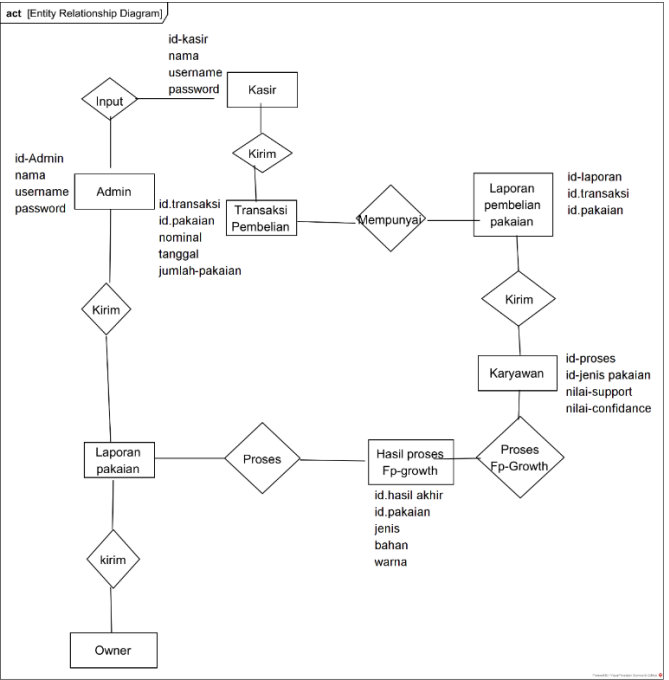 act [Entity Relationship Diagram]
id-kasir
nama
username
password
Input
Kasir
Kirim
id-Admin
nama
username
password
Admin
id.transaksi
id.pakaian
nominal
tanggal
jumlah-pakaian
Transaksi
Pembelian
Mempunyai
Laporan
pembelian
pakaian
id-laporan
id.transaksi
id.pakaian
Kirim
Kirim
Karyawan
id-proses
id-jenis pakaian
nilai-support
nilai-confidance
Laporan
pakaian
Proses
Hasil proses
Fp-growth
Proses
Fp-Growth
id.hasil akhir
id.pakaian
jenis
bahan
warna
kirim
Owner